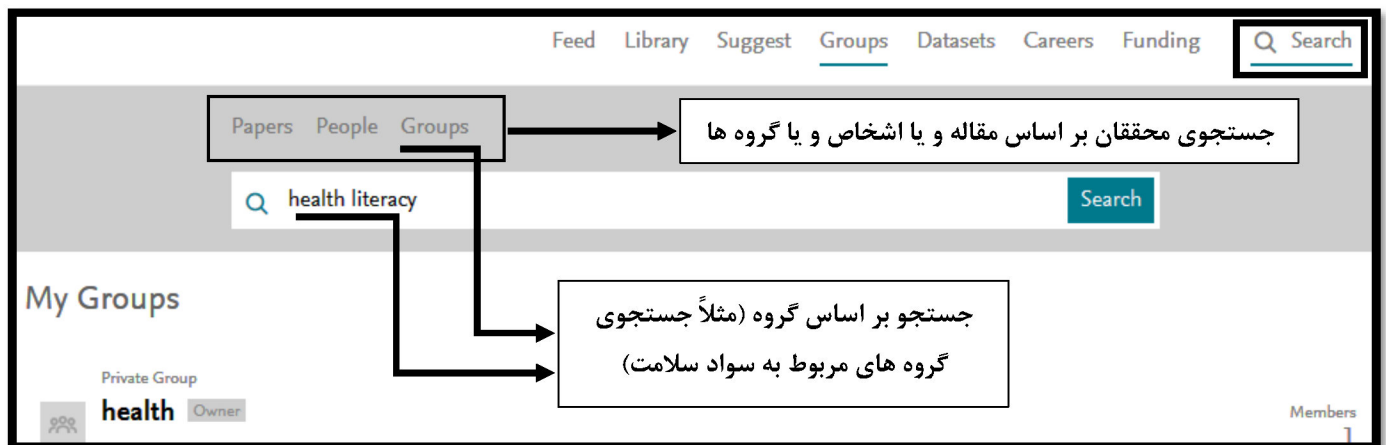 Feed Library Suggest Groups Datasets Careers Funding Search
Papers People Groups
جستجوی محققان بر اساس مقاله و یا اشخاص و یا گروه ها
health literacy
Search
My Groups
جستجو بر اساس گروه (مثلاً جستجوی
گروه های مربوط به سواد سلامت)
Private Group
health Owner
Members
1